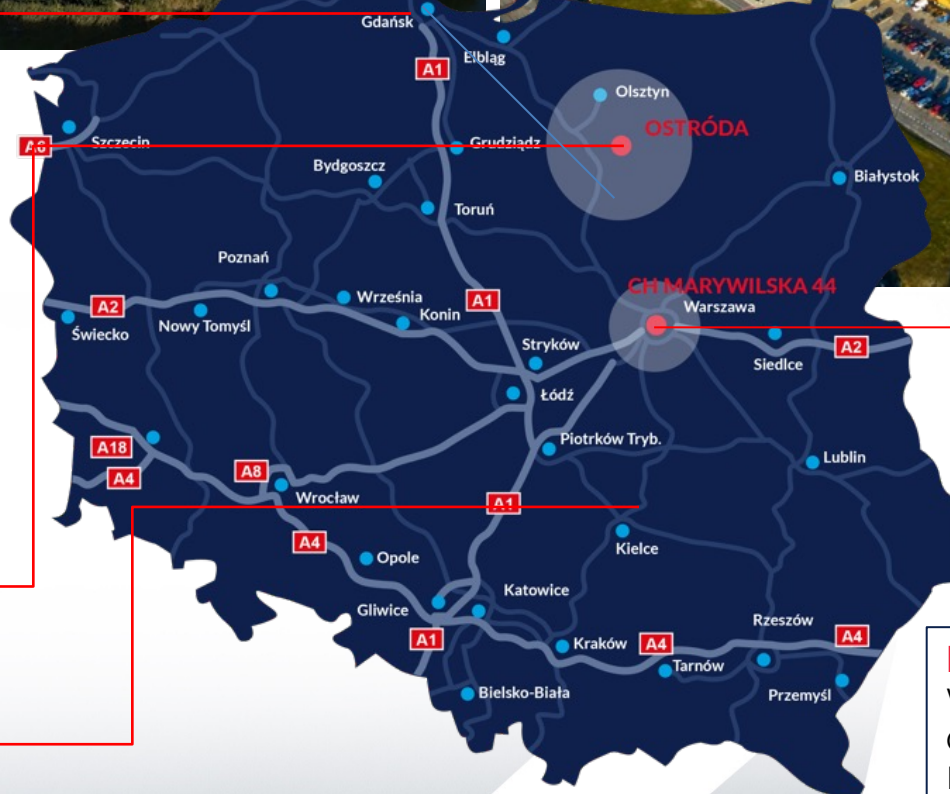 Gdańsk
Elbląg
A1
Olsztyn
OSTRÓDA
Szczecin
A6
Grudziądz
Bydgoszcz
Białystok
Toruń
Poznań
CH MARYWILSKA 44
Września
A1
Warszawa
A2
Konin
Świecko
Nowy Tomyśl
Stryków
Siedlce
A2
Łódź
Piotrków Tryb.
A18
Lublin
A8
A4
Wrocław
A1
A4
Kielce
Opole
Katowice
Gliwice
Rzeszów
A1
Kraków
A4
A4
Tarnów
Bielsko-Biała
Przemyśl